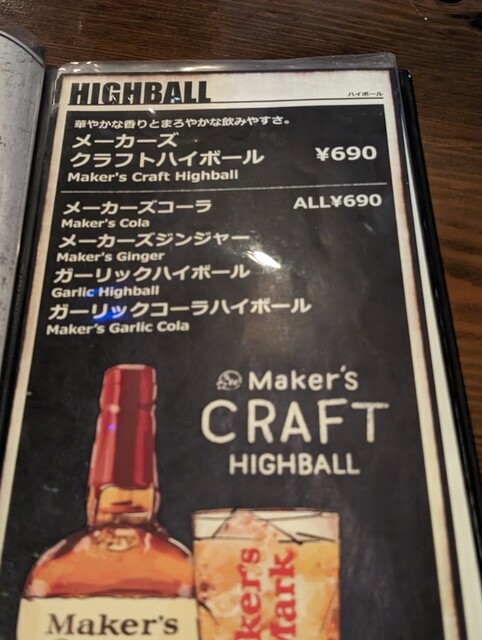 HIGHBALL
ハイボール
華やかな香りとまろやかな飲みやすさ。
メーカーズ
クラフトハイボール ¥690
Maker's Craft Highball
メーカーズコーラ ALL¥690
Maker's Cola
メーカーズジンジャー
Maker's Ginger
ガーリックハイボール
Garlic Highball
ガーリックコーラハイボール
Maker's Garlic Cola
Maker's
CRAFT
HIGHBALL
Maker's
ker's
Mark